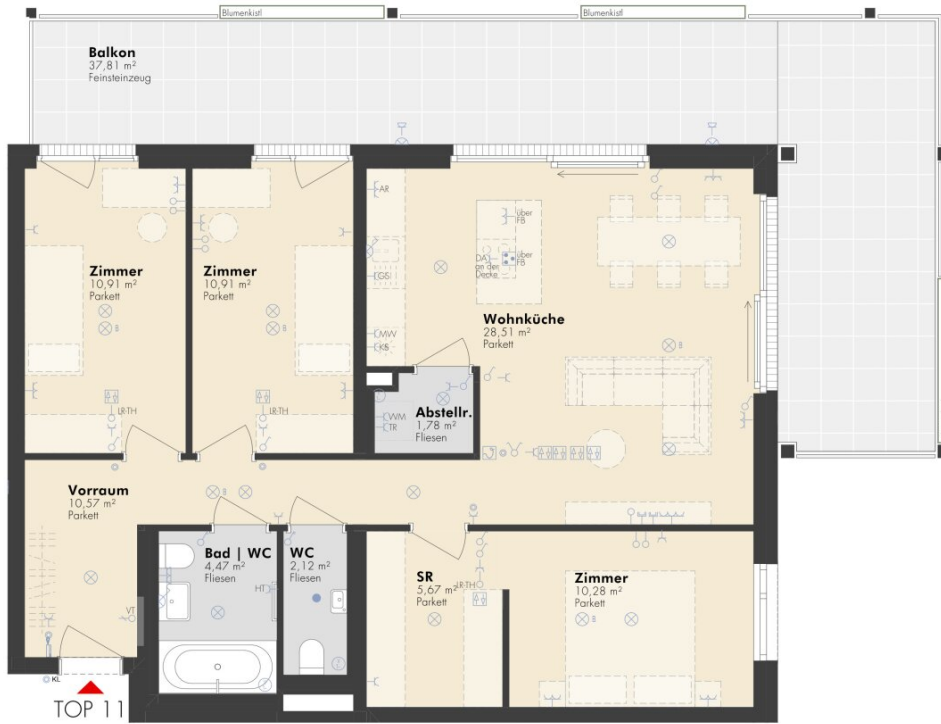 Blumenkistl
Blumenkistl
Balkon
37,81 m²
Feinsteinzeug
AR
über
FB
Zimmer
10,91 m²
Parkett
Zimmer
10,91 m²
Parkett
GS
DA
an der
Decke
über
FB
Wohnküche
28,51 m²
Parkett
B
B
MW
KS
B
Abstellr.
1,78 m²
Fliesen
WM
TR
LR-TH
LR-TH
Vorraum
10,57 m²
Parkett
B
Bad | WC
4,47 m²
Fliesen
WC
2,12 m²
Fliesen
SR
5,67 m²
Parkett
LR-TH
Zimmer
10,28 m²
Parkett
HT
VT
B
KL
TOP 11